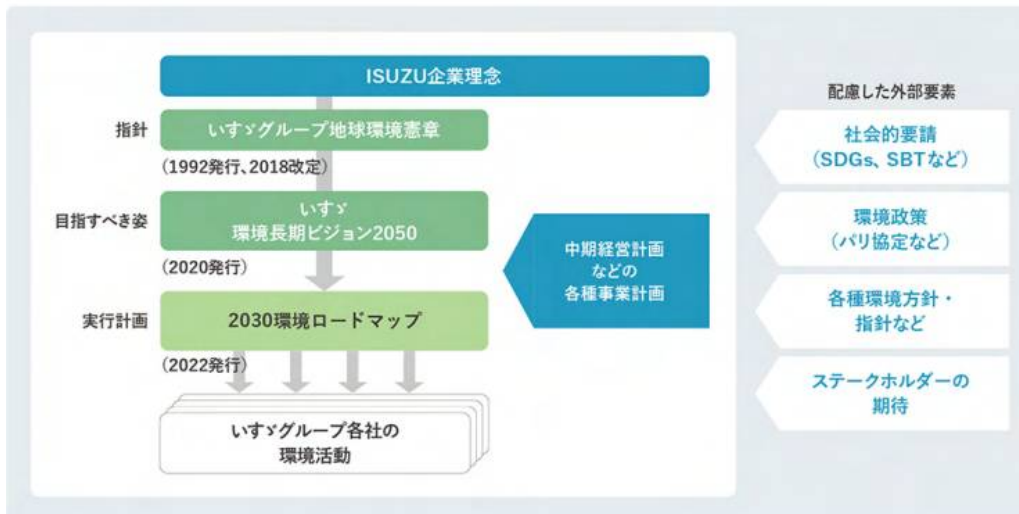 ISUZU企業理念
指針
いすゞグループ地球環境憲章
(1992発行、2018改定)
目指すべき姿
いすゞ
環境長期ビジョン2050
(2020発行)
実行計画
2030環境ロードマップ
(2022発行)
いすゞグループ各社の
環境活動
中期経営計画
などの
各種事業計画
配慮した外部要素
社会的要請
(SDGs、SBTなど)
環境政策
(パリ協定など)
各種環境方針・
指針など
ステークホルダーの
期待